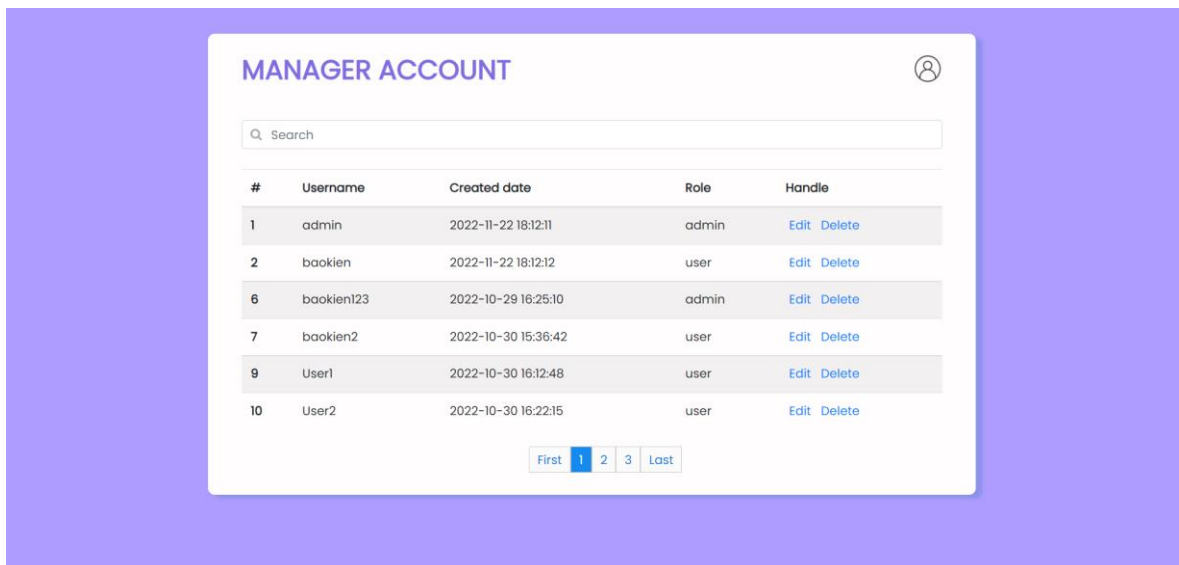 MANAGER ACCOUNT
Search
# Username Created date Role Handle
1 admin 2022-11-22 18:12:11 admin Edit Delete
2 baokien 2022-11-22 18:12:12 user Edit Delete
6 baokien123 2022-10-29 16:25:10 admin Edit Delete
7 baokien2 2022-10-30 15:36:42 user Edit Delete
9 User1 2022-10-30 16:12:48 user Edit Delete
10 User2 2022-10-30 16:22:15 user Edit Delete
First 1 2 3 Last